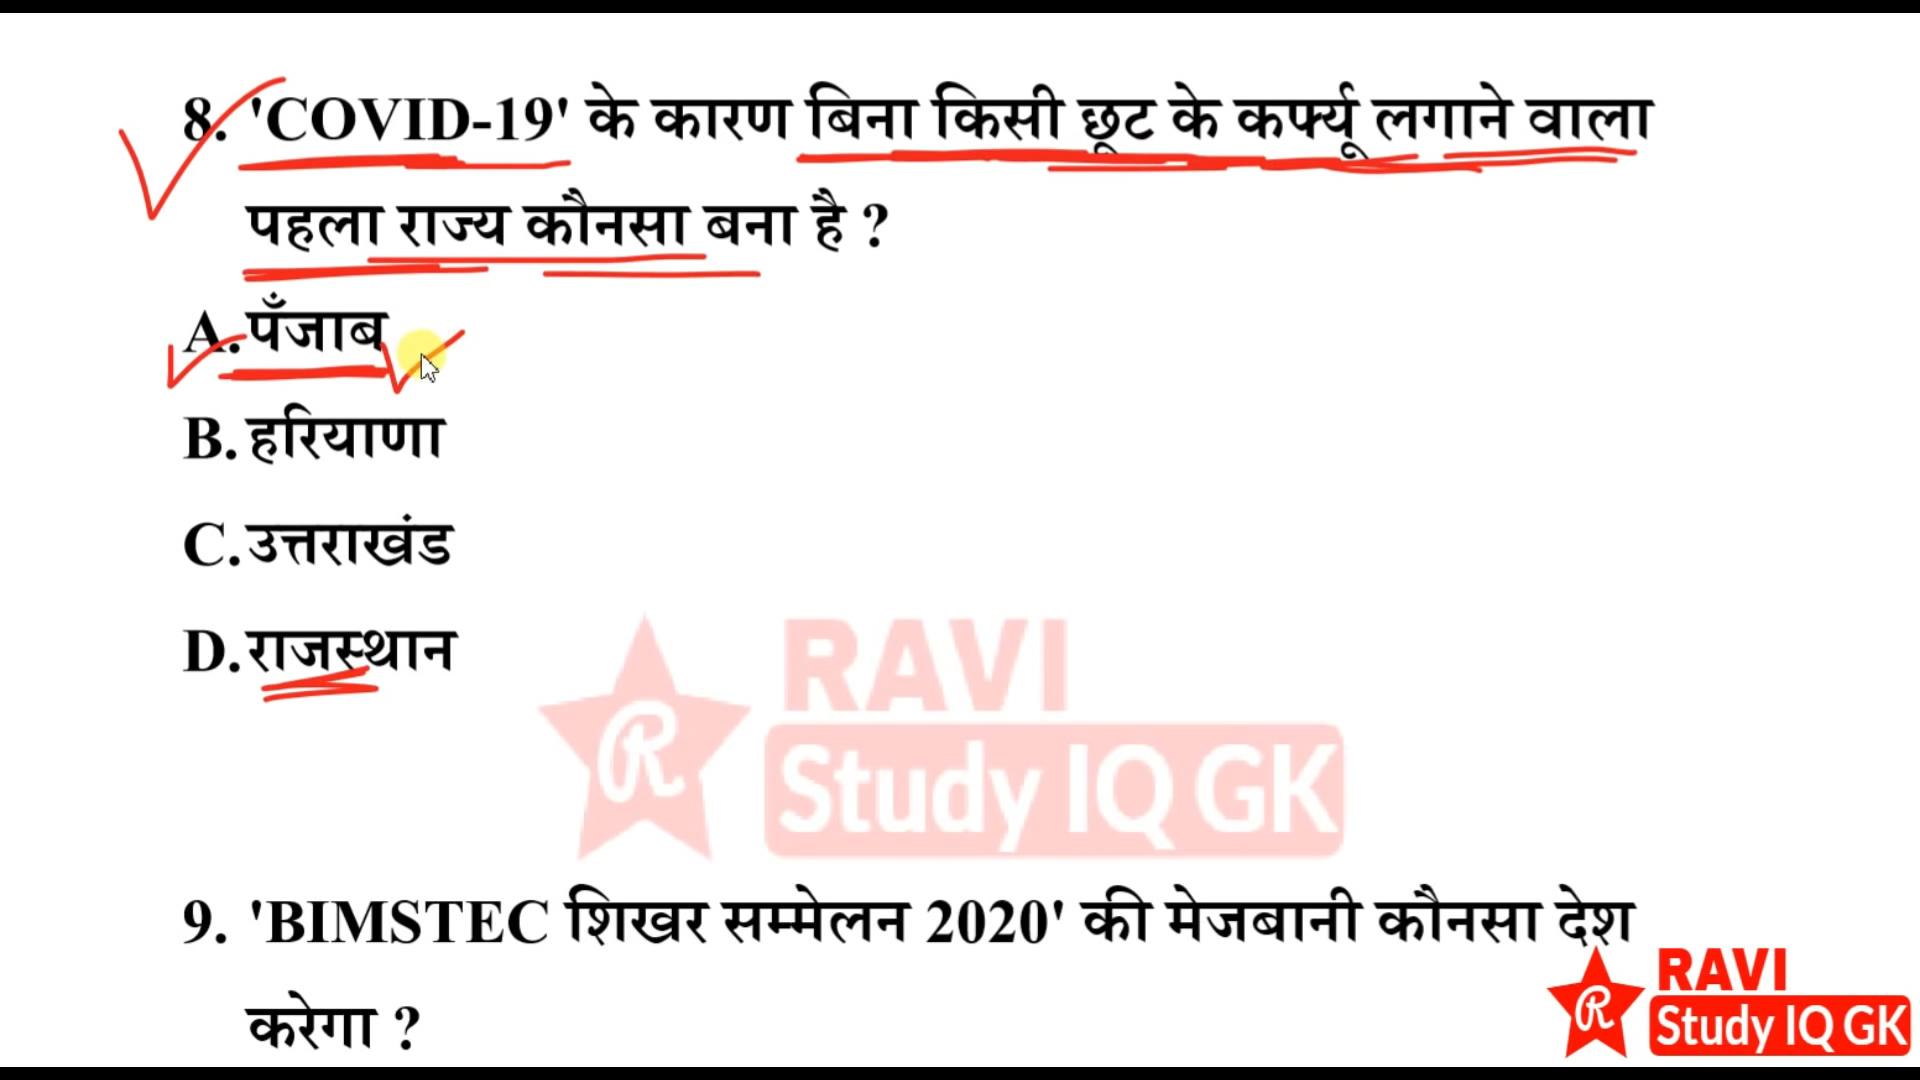 8. 'COVID-19' के कारण बिना किसी छूट के कर्फ्यू लगाने वाला
पहला राज्य कौनसा बना है ?
A. पँजाब
B. हरियाणा
C. उत्तराखंड
D. राजस्थान
RAVI
R
Study IQ GK
9. 'BIMSTEC शिखर सम्मेलन 2020' की मेजबानी कौनसा देश
करेगा ?
RAVI
R
Study IQ GK